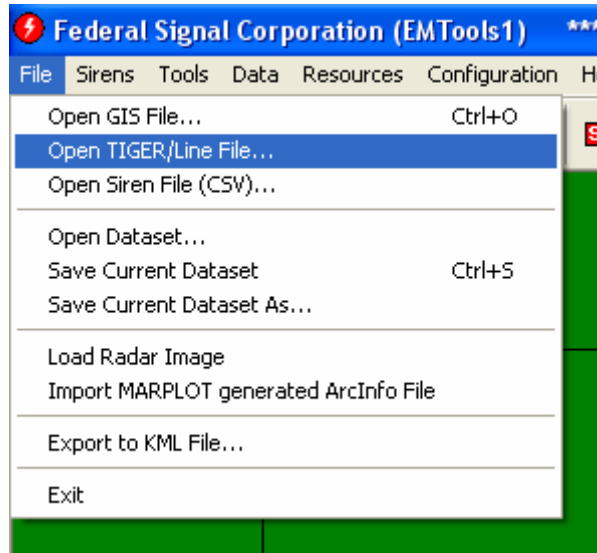 Federal Signal Corporation (EMTools1) ***
File Sirens Tools Data Resources Configuration H
Open GIS File... Ctrl+O
Open TIGER/Line File...
Open Siren File (CSV)...
Open Dataset...
Save Current Dataset Ctrl+S
Save Current Dataset As...
Load Radar Image
Import MARPLOT generated ArcInfo File
Export to KML File...
Exit